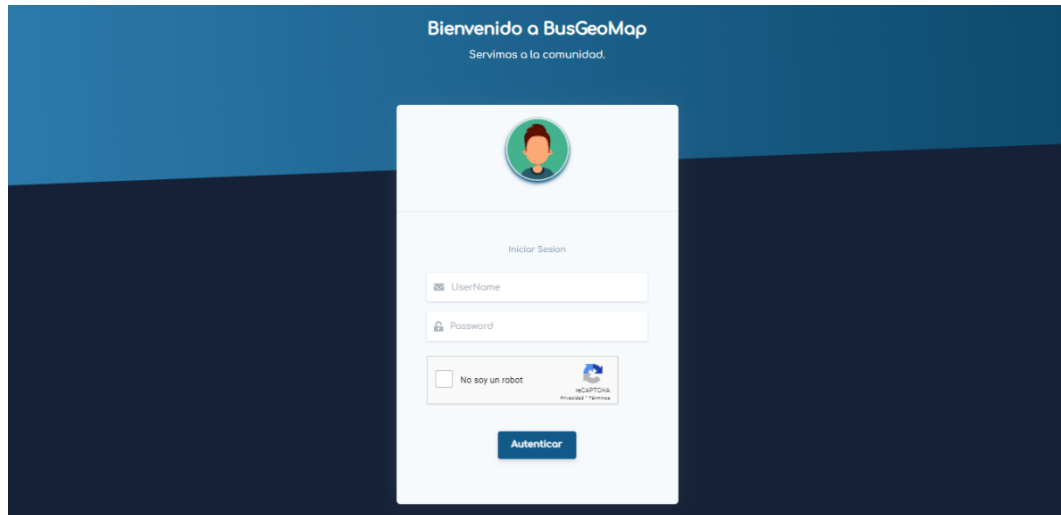 Bienvenido a BusGeoMap
Servimos a la comunidad.
Iniciar Sesion
UserName
Password
No soy un robot
reCAPTCHA
Privacidad - Términos
Autenticar